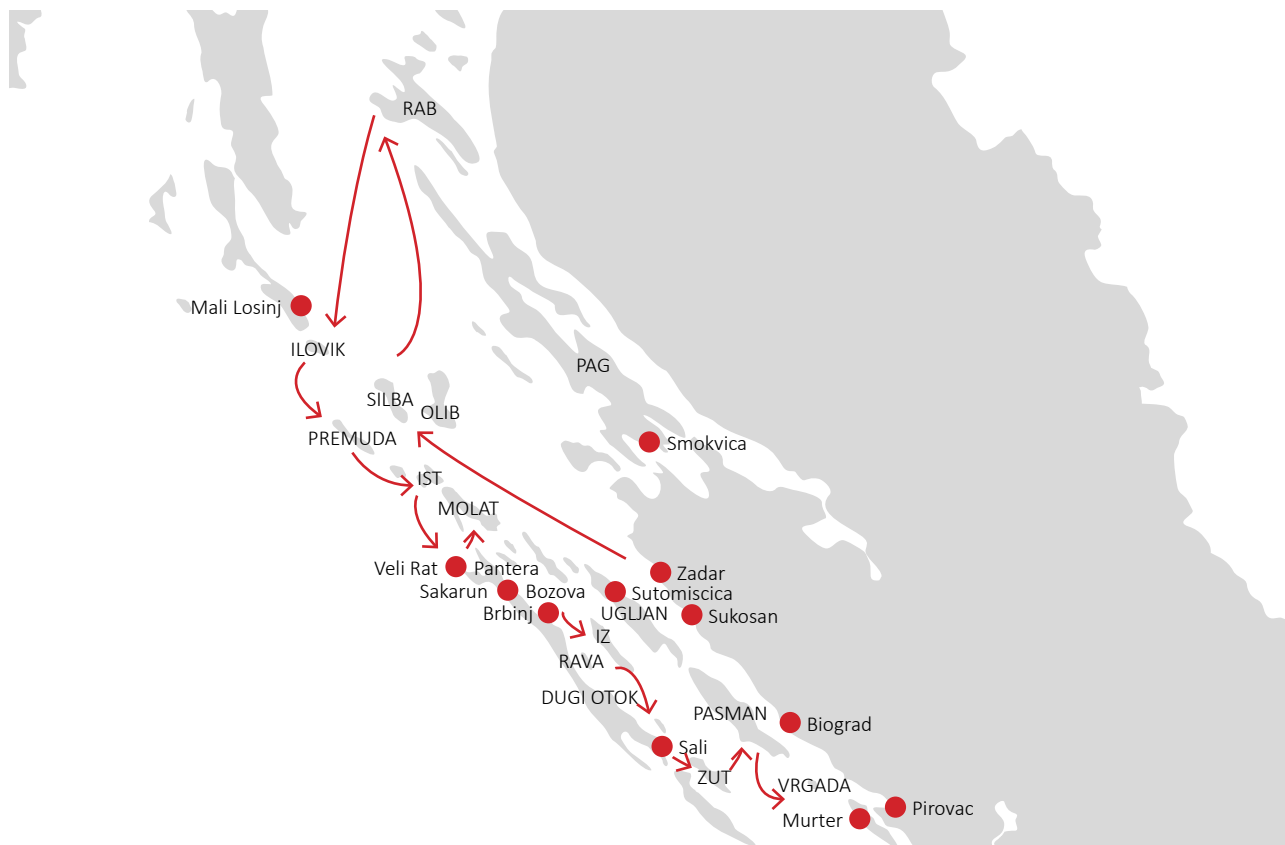 RAB
Mali Losinj
ILOVIK
PAG
SILBA
OLIB
PREMUDA
Smokvica
IST
MOLAT
Veli Rat
Pantera
Zadar
Sakarun
Bozova
Sutomiscica
Brbinj
UGLJAN
Sukosan
IZ
RAVA
DUGI OTOK
PASMAN
Biograd
Sali
ZUT
VRGADA
Pirovac
Murter